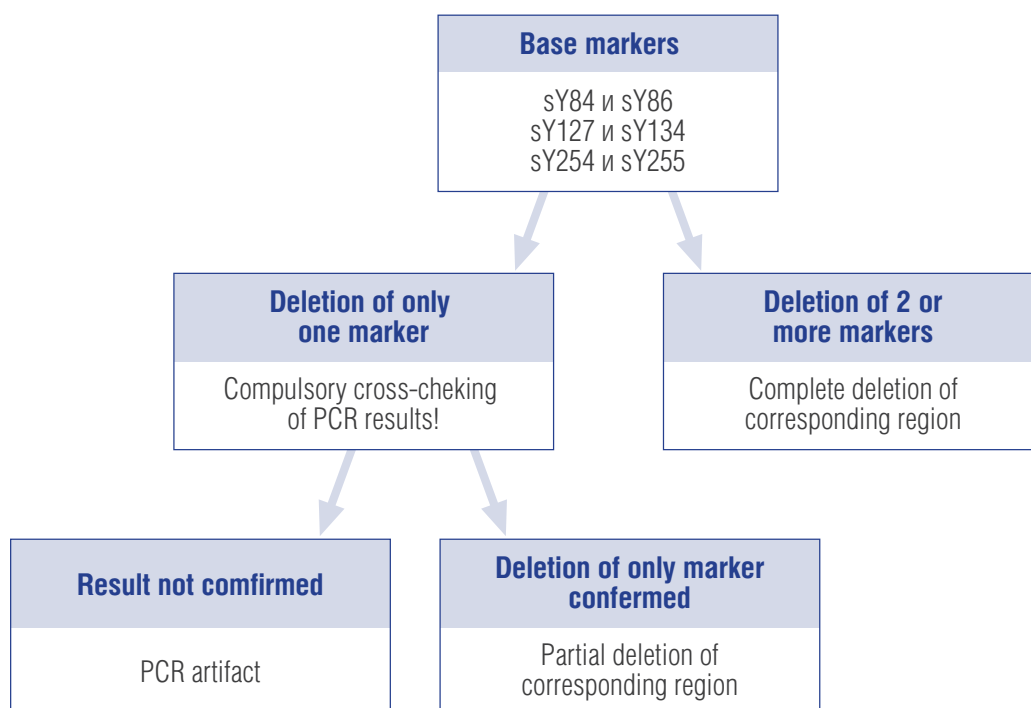 Base markers
sY84 и sY86
sY127 и sY134
sY254 и sY255
Deletion of only
one marker
Compulsory cross-cheking
of PCR results!
Deletion of 2 or
more markers
Complete deletion of
corresponding region
Result not comfirmed
PCR artifact
Deletion of only marker
confermed
Partial deletion of
corresponding region